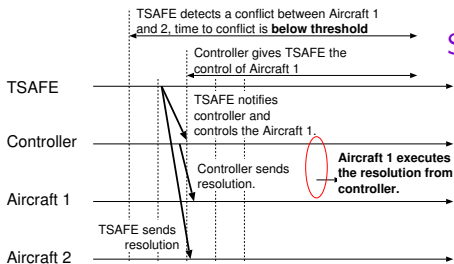 TSAFE detects a conflict between Aircraft 1
and 2, time to conflict is below threshold
S
Controller gives TSAFE the
control of Aircraft 1
TSAFE
TSAFE notifies
controller and
controls the Aircraft 1.
Controller
Controller sends
resolution.
Aircraft 1 executes
the resolution from
controller.
Aircraft 1
TSAFE sends
resolution
Aircraft 2